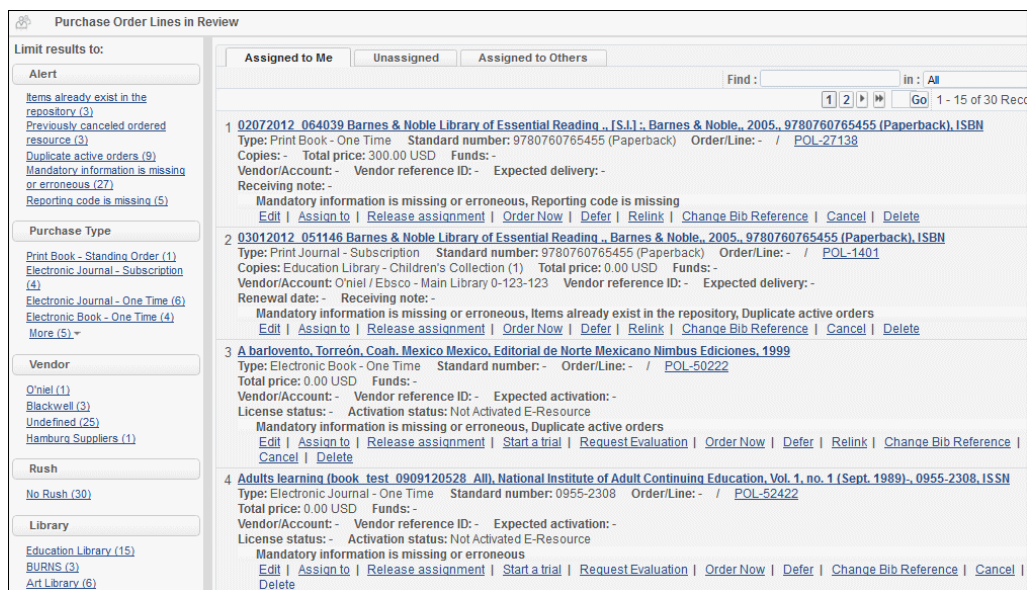 Purchase Order Lines in Review
Limit results to:
Alert
Items already exist in the
repository (3)
Previously canceled ordered
resource (3)
Duplicate active orders (9)
Mandatory information is missing
or erroneous (27)
Reporting code is missing (5)
Purchase Type
Print Book - Standing Order (1)
Electronic Journal - Subscription
(4)
Electronic Journal - One Time (6)
Electronic Book - One Time (4)
More (5)
Vendor
O'niel (1)
Blackwell (3)
Undefined (25)
Hamburg Suppliers (1)
Rush
No Rush (30)
Library
Education Library (15)
BURNS (3)
Art Library (6)
Assigned to Me Unassigned Assigned to Others
Find : in : All
1 2 Go 1 - 15 of 30 Reco
1 02072012_064039 Barnes & Noble Library of Essential Reading ., [S.l.] :, Barnes & Noble,, 2005., 9780760765455 (Paperback), ISBN
Type: Print Book - One Time Standard number: 9780760765455 (Paperback) Order/Line: - / POL-27138
Copies: - Total price: 300.00 USD Funds: -
Vendor/Account: - Vendor reference ID: - Expected delivery: -
Receiving note: -
Mandatory information is missing or erroneous, Reporting code is missing
Edit | Assign to | Release assignment | Order Now | Defer | Relink | Change Bib Reference | Cancel | Delete
2 03012012_051146 Barnes & Noble Library of Essential Reading ., Barnes & Noble,, 2005., 9780760765455 (Paperback), ISBN
Type: Print Journal - Subscription Standard number: 9780760765455 (Paperback) Order/Line: - / POL-1401
Copies: Education Library - Children's Collection (1) Total price: 0.00 USD Funds: -
Vendor/Account: O'niel / Ebsco - Main Library 0-123-123 Vendor reference ID: - Expected delivery: -
Renewal date: - Receiving note: -
Mandatory information is missing or erroneous, Items already exist in the repository, Duplicate active orders
Edit | Assign to | Release assignment | Order Now | Defer | Relink | Change Bib Reference | Cancel | Delete
3 A barlovento, Torreón, Coah. Mexico Mexico, Editorial de Norte Mexicano Nimbus Ediciones, 1999
Type: Electronic Book - One Time Standard number: - Order/Line: - / POL-50222
Total price: 0.00 USD Funds: -
Vendor/Account: - Vendor reference ID: - Expected activation: -
License status: - Activation status: Not Activated E-Resource
Mandatory information is missing or erroneous, Duplicate active orders
Edit | Assign to | Release assignment | Start a trial | Request Evaluation | Order Now | Defer | Relink | Change Bib Reference |
Cancel | Delete
4 Adults learning (book_test_0909120528_All), National Institute of Adult Continuing Education, Vol. 1, no. 1 (Sept. 1989)-, 0955-2308, ISSN
Type: Electronic Journal - One Time Standard number: 0955-2308 Order/Line: - / POL-52422
Total price: 0.00 USD Funds: -
Vendor/Account: - Vendor reference ID: - Expected activation: -
License status: - Activation status: Not Activated E-Resource
Mandatory information is missing or erroneous
Edit | Assign to | Release assignment | Start a trial | Request Evaluation | Order Now | Defer | Change Bib Reference | Cancel |
Delete